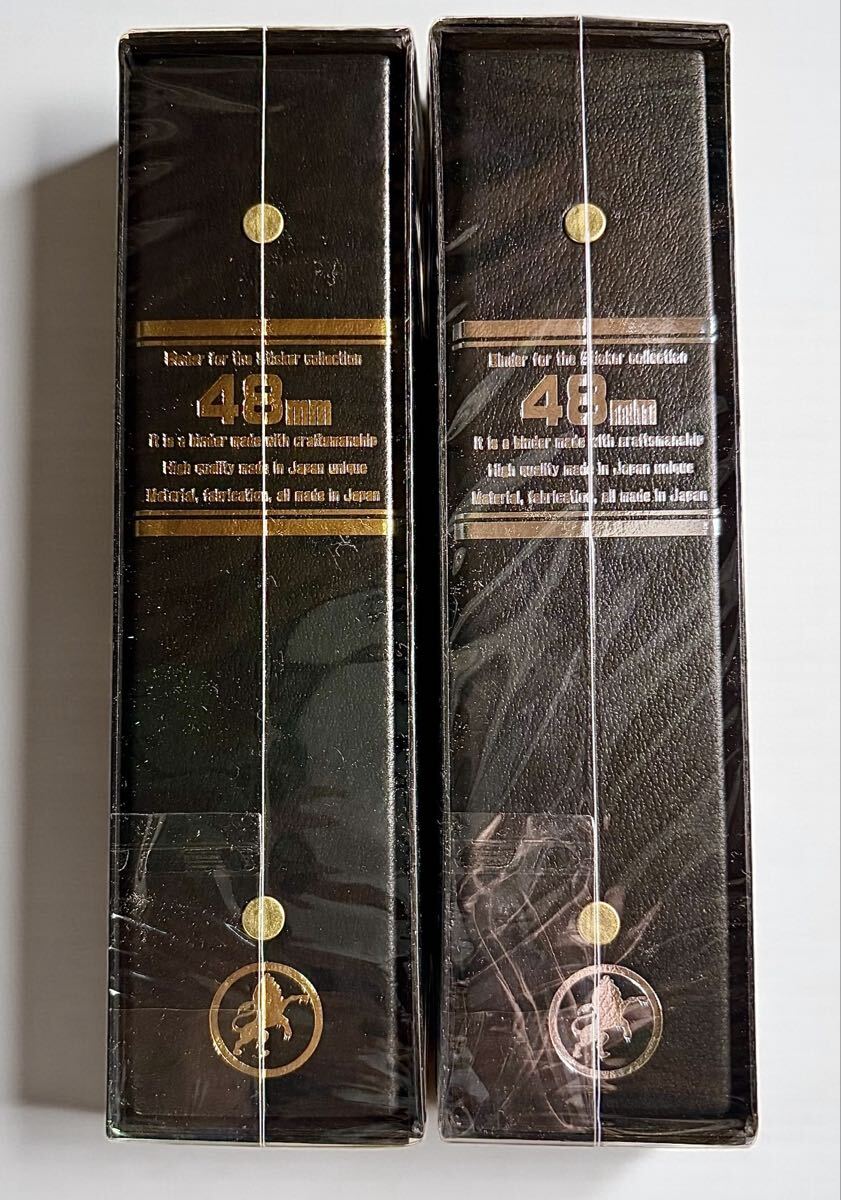 Binder for the Sticker collection
48mm
It is a binder made with craftsmanship
High quality made in Japan unique
Material, fabrication, all made in Japan
Binder for the Sticker collection
48mm
It is a binder made with craftsmanship
High quality made in Japan unique
Material, fabrication, all made in Japan